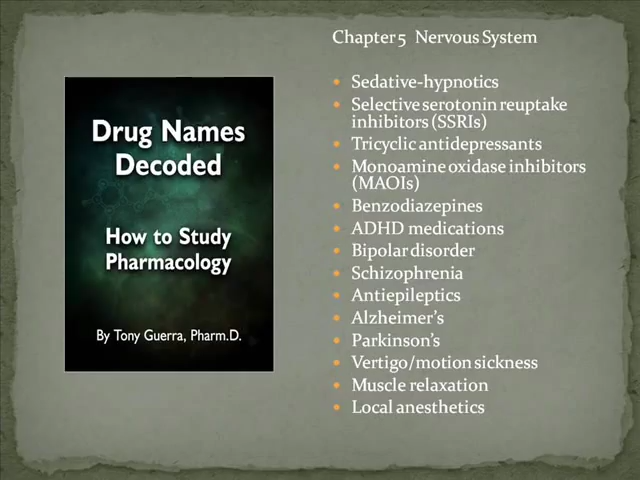 Chapter 5 Nervous System
Drug Names
Decoded
How to Study
Pharmacology
By Tony Guerra, Pharm.D.
Sedative-hypnotics
Selective serotonin reuptake
inhibitors (SSRIs)
Tricyclic antidepressants
Monoamine oxidase inhibitors
(MAOIs)
Benzodiazepines
ADHD medications
Bipolar disorder
Schizophrenia
Antiepileptics
Alzheimer's
Parkinson's
Vertigo/motion sickness
Muscle relaxation
Local anesthetics